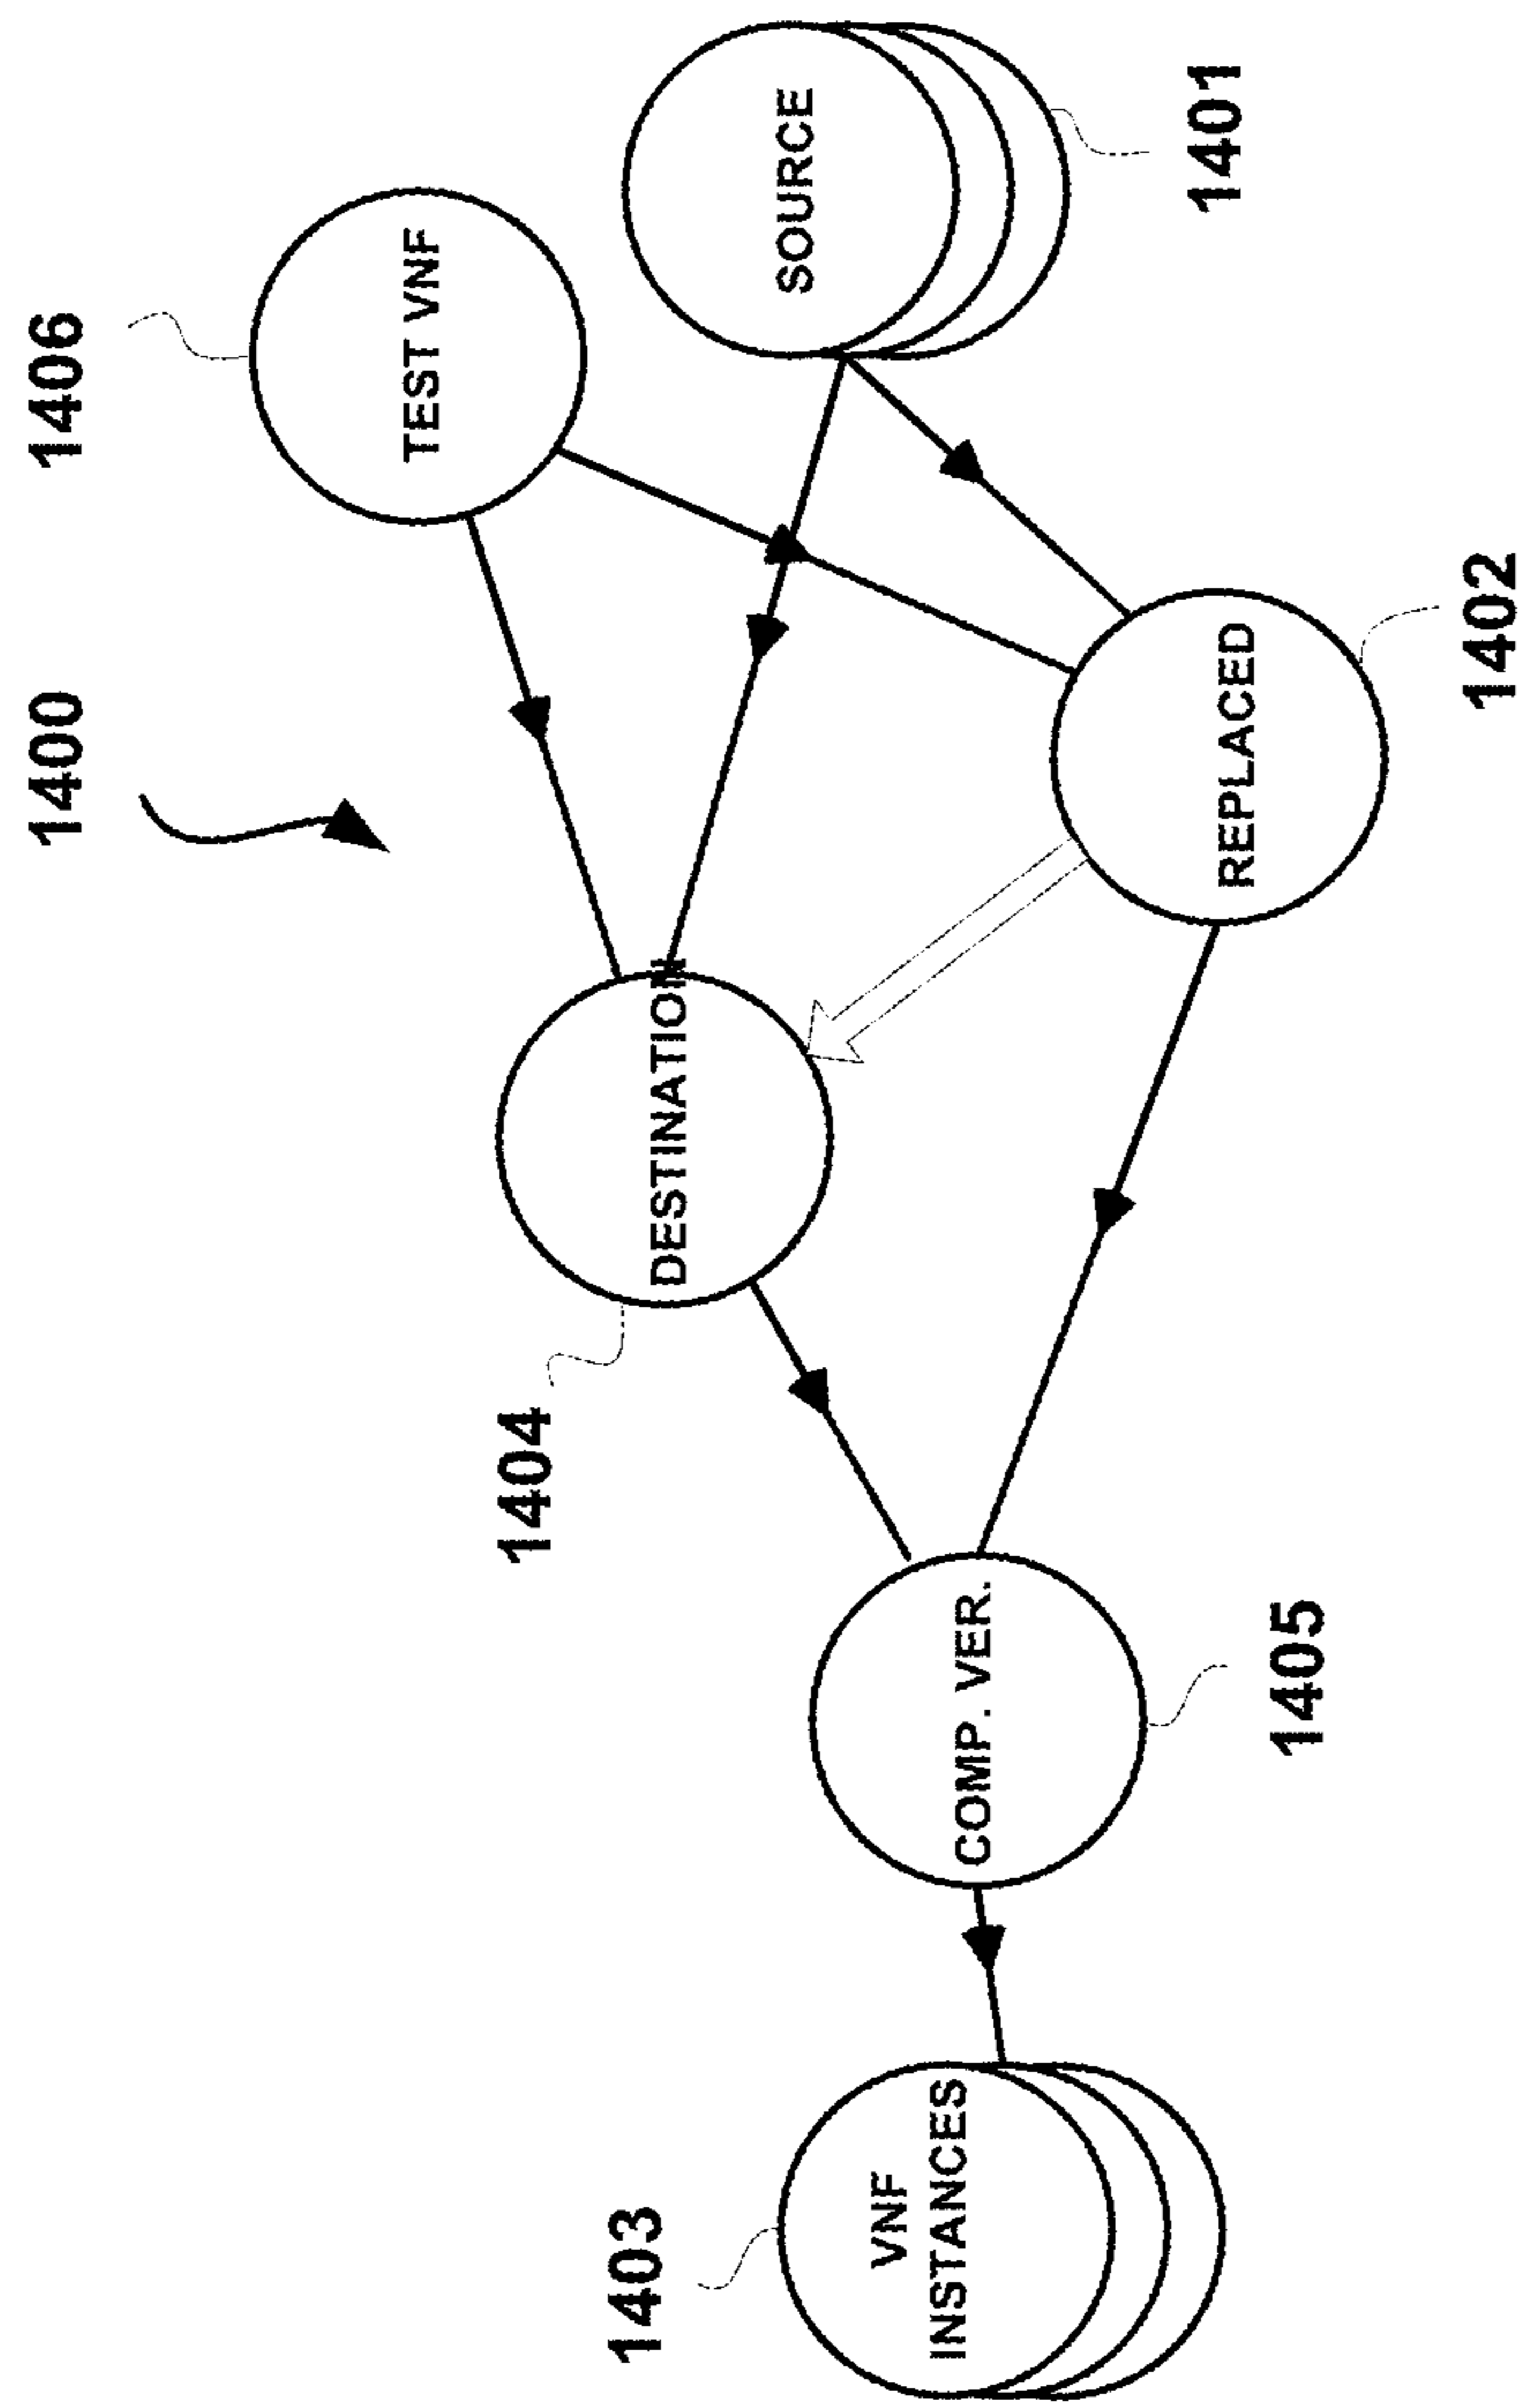 1400
1406
TEST VNF
SOURCE
1401
DESTINATION
1404
REPLACED
1402
COMP. VER.
1405
1403
VNF
INSTANCES